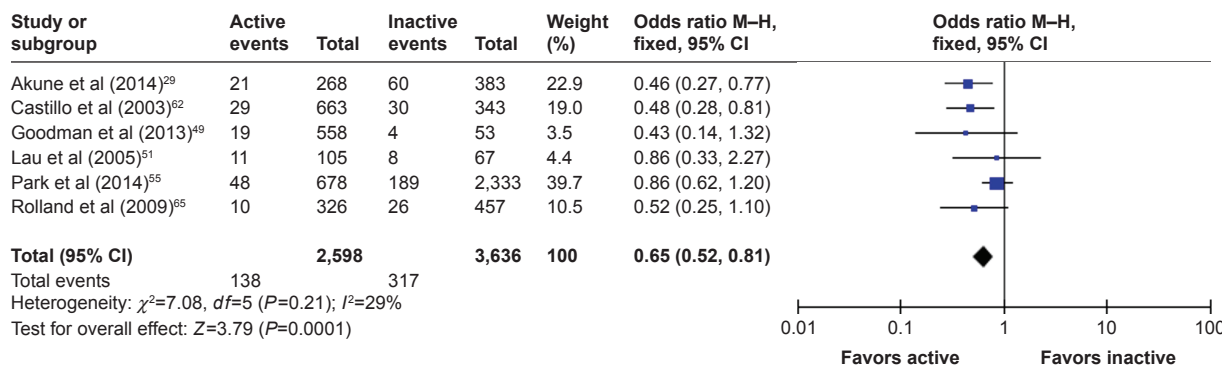 Study or subgroup Active events Total Inactive events Total Weight (%) Odds ratio M–H, fixed, 95% CI Odds ratio M–H, fixed, 95% CI
Akune et al (2014)29 21 268 60 383 22.9 0.46 (0.27, 0.77)
Castillo et al (2003)62 29 663 30 343 19.0 0.48 (0.28, 0.81)
Goodman et al (2013)49 19 558 4 53 3.5 0.43 (0.14, 1.32)
Lau et al (2005)51 11 105 8 67 4.4 0.86 (0.33, 2.27)
Park et al (2014)55 48 678 189 2,333 39.7 0.86 (0.62, 1.20)
Rolland et al (2009)65 10 326 26 457 10.5 0.52 (0.25, 1.10)
Total (95% CI) 2,598 3,636 100 0.65 (0.52, 0.81)
Total events 138 317
Heterogeneity: χ2=7.08, df=5 (P=0.21); I2=29%
Test for overall effect: Z=3.79 (P=0.0001)
0.01 0.1 1 10 100
Favors active Favors inactive